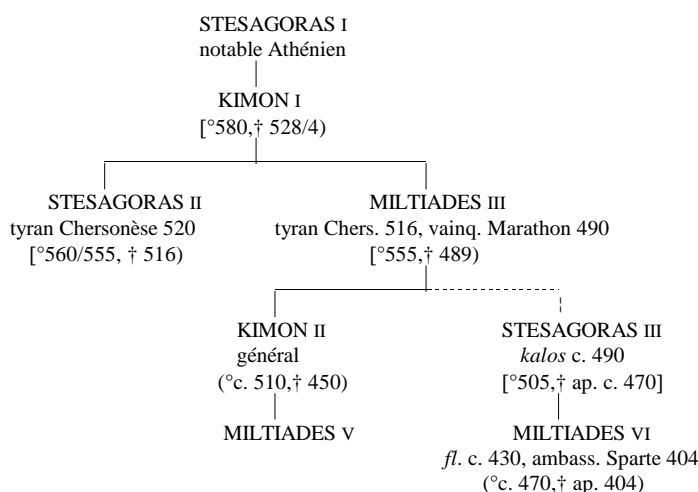 STESAGORAS I
notable Athénien
KIMON I
[°580,† 528/4)
STESAGORAS II
tyran Chersonèse 520
[°560/555, † 516)
MILTIADES III
tyran Chers. 516, vainq. Marathon 490
[°555,† 489)
KIMON II
général
(°c. 510,† 450)
STESAGORAS III
kalos c. 490
[°505,† ap. c. 470]
MILTIADES V
MILTIADES VI
fl. c. 430, ambass. Sparte 404
(°c. 470,† ap. 404)